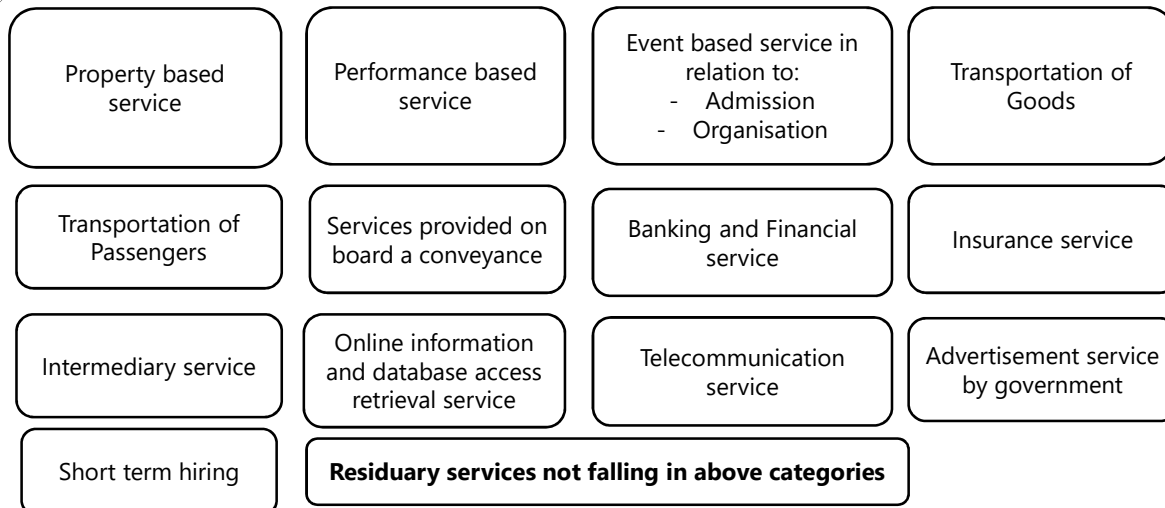 Property based
service
Performance based
service
Event based service in
relation to:
- Admission
- Organisation
Transportation of
Goods
Transportation of
Passengers
Services provided on
board a conveyance
Banking and Financial
service
Insurance service
Intermediary service
Online information
and database access
retrieval service
Telecommunication
service
Advertisement service
by government
Short term hiring
Residuary services not falling in above categories